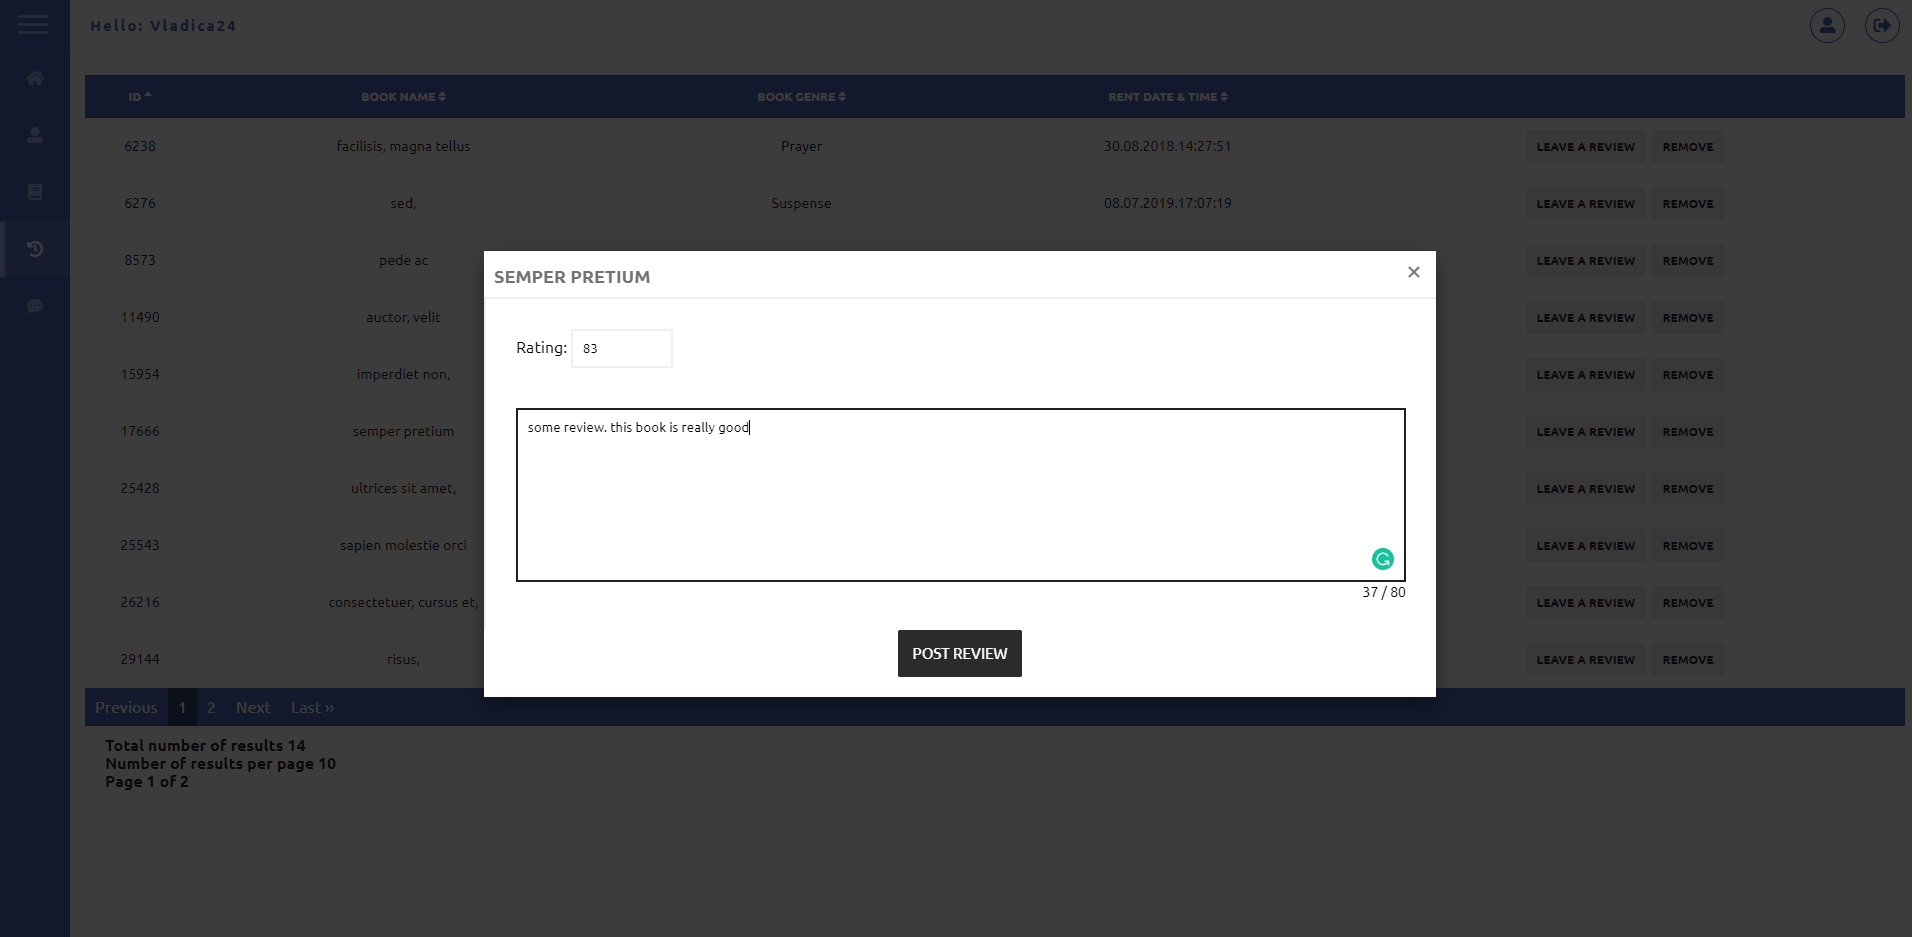 Hello: Vladica24
ID BOOK NAME BOOK GENRE RENT DATE & TIME
6238 facilisis, magna tellus Prayer 30.08.2018.14:27:51 LEAVE A REVIEW REMOVE
6276 sed, Suspense 08.07.2019.17:07:19 LEAVE A REVIEW REMOVE
8573 pede ac LEAVE A REVIEW REMOVE
11490 auctor, velit LEAVE A REVIEW REMOVE
15954 imperdiet non, LEAVE A REVIEW REMOVE
17666 semper pretium LEAVE A REVIEW REMOVE
25428 ultrices sit amet, LEAVE A REVIEW REMOVE
25543 sapien molestie orci LEAVE A REVIEW REMOVE
26216 consectetuer, cursus et, LEAVE A REVIEW REMOVE
29144 risus, LEAVE A REVIEW REMOVE
SEMPER PRETIUM ×
Rating: 83
some review. this book is really good
37 / 80
POST REVIEW
Previous 1 2 Next Last ››
Total number of results 14
Number of results per page 10
Page 1 of 2